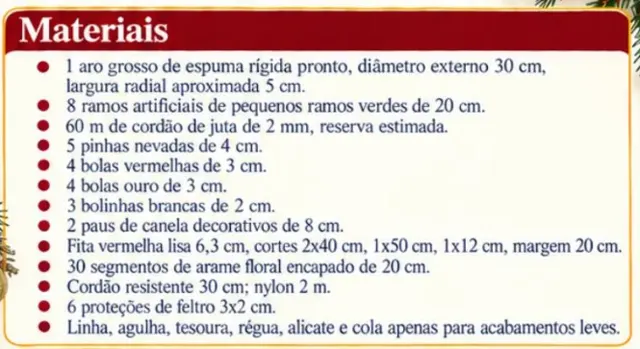 Materiais
● 1 aro grosso de espuma rígida pronto, diâmetro externo 30 cm,
largura radial aproximada 5 cm.
● 8 ramos artificiais de pequenos ramos verdes de 20 cm.
● 60 m de cordão de juta de 2 mm, reserva estimada.
● 5 pinhas nevadas de 4 cm.
● 4 bolas vermelhas de 3 cm.
● 4 bolas ouro de 3 cm.
● 3 bolinhas brancas de 2 cm.
● 2 paus de canela decorativos de 8 cm.
● Fita vermelha lisa 6,3 cm, cortes 2x40 cm, 1x50 cm, 1x12 cm, margem 20 cm.
● 30 segmentos de arame floral encapado de 20 cm.
● Cordão resistente 30 cm; nylon 2 m.
● 6 proteções de feltro 3x2 cm.
● Linha, agulha, tesoura, régua, alicate e cola apenas para acabamentos leves.